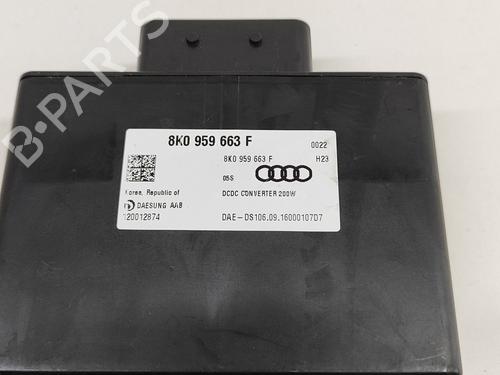 B-PARTS
8K0 959 663 F
0022
8K0 959 663 F
H23
05S
Korea, Republic of
DCDC CONVERTER 200W
DAESUNG AAB
120012874
DAE-DS106.09.16000107D7